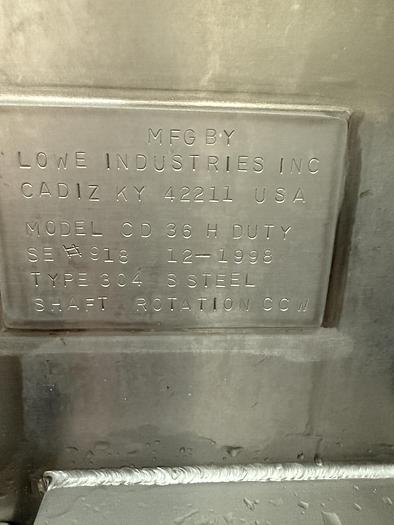 MFG BY
LOWE INDUSTRIES INC
CADIZ KY 42211 USA
MODEL CD 36 H DUTY
SE # 918 12-1998
TYPE 304 S STEEL
SHAFT ROTATION CCW